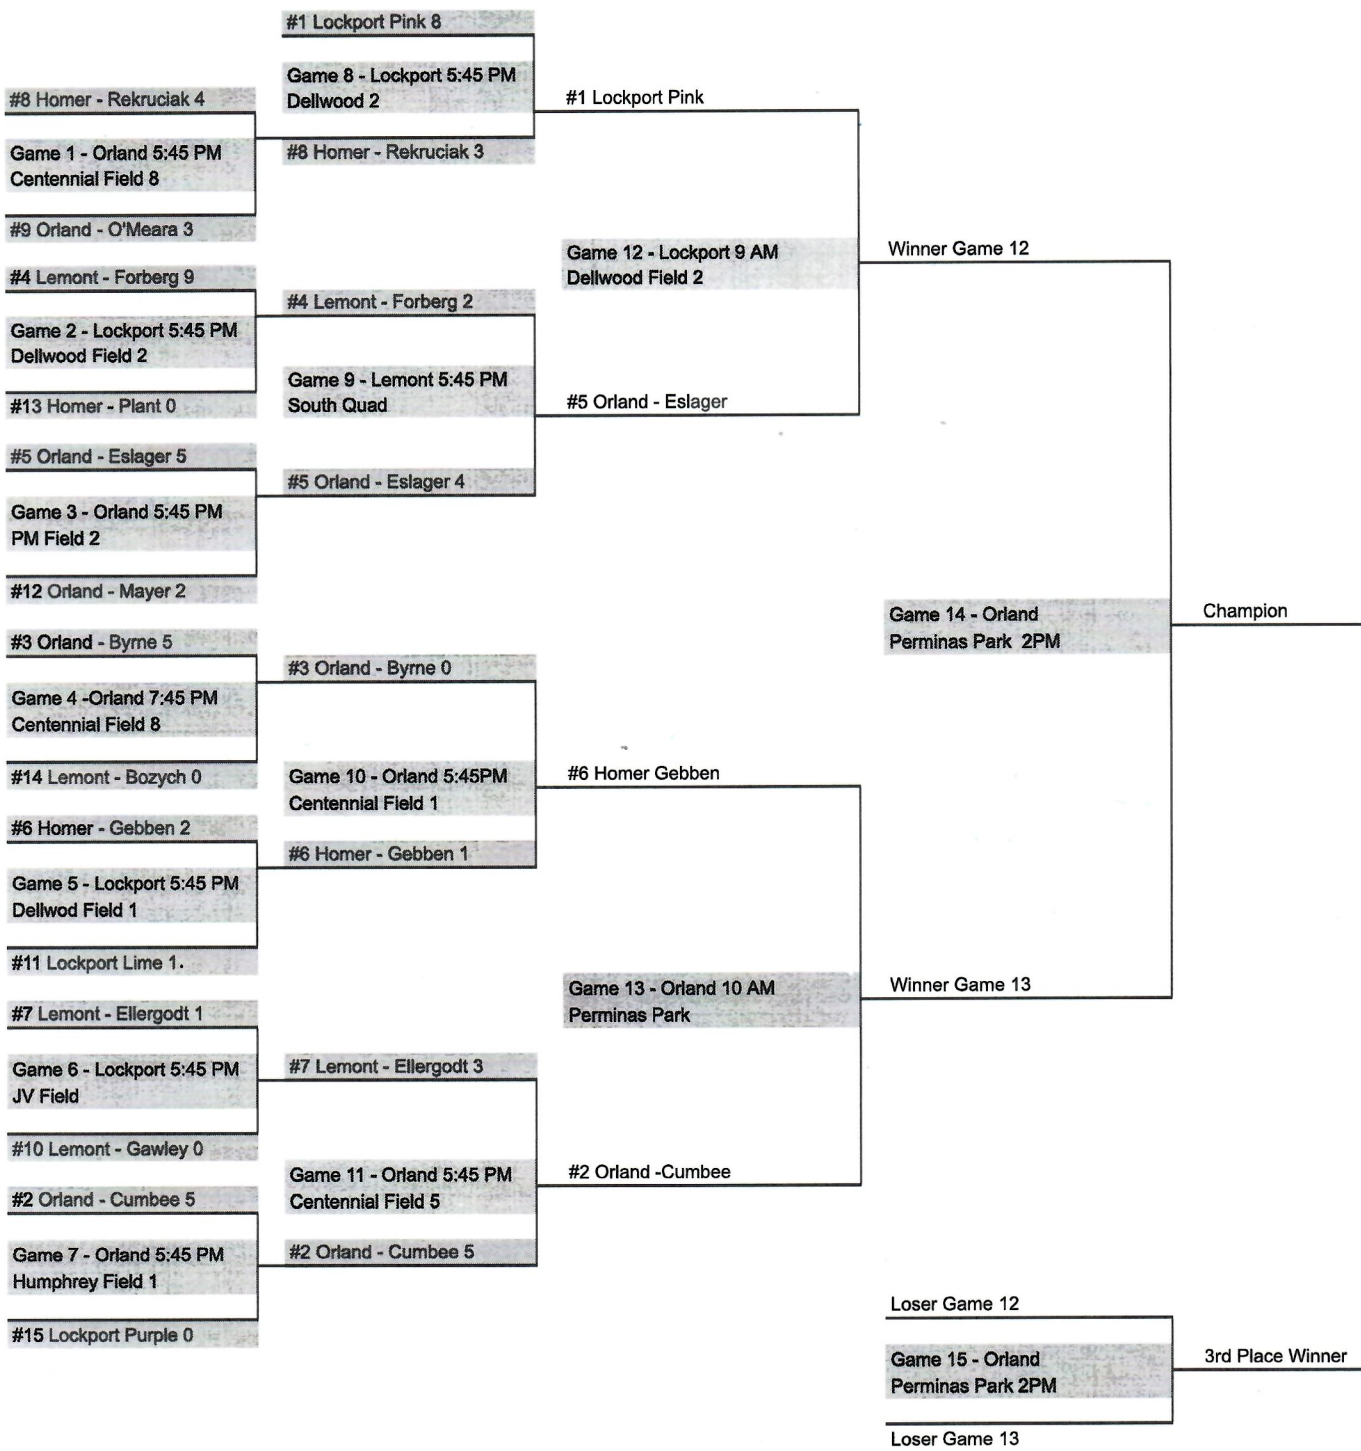 #1 Lockport Pink 8
Game 8 - Lockport 5:45 PM
Dellwood 2
#8 Homer - Rekruciak 3
#8 Homer - Rekruciak 4
Game 1 - Orland 5:45 PM
Centennial Field 8
#9 Orland - O'Meara 3
#4 Lemont - Forberg 9
Game 2 - Lockport 5:45 PM
Dellwood Field 2
#13 Homer - Plant 0
#5 Orland - Eslager 5
Game 3 - Orland 5:45 PM
PM Field 2
#12 Orland - Mayer 2
#3 Orland - Byrne 5
Game 4 -Orland 7:45 PM
Centennial Field 8
#14 Lemont - Bozych 0
#6 Homer - Gebben 2
Game 5 - Lockport 5:45 PM
Dellwod Field 1
#11 Lockport Lime 1.
#7 Lemont - Ellergodt 1
Game 6 - Lockport 5:45 PM
JV Field
#10 Lemont - Gawley 0
#2 Orland - Cumbee 5
Game 7 - Orland 5:45 PM
Humphrey Field 1
#15 Lockport Purple 0
#4 Lemont - Forberg 2
Game 9 - Lemont 5:45 PM
South Quad
#5 Orland - Eslager 4
#3 Orland - Byrne 0
Game 10 - Orland 5:45PM
Centennial Field 1
#6 Homer - Gebben 1
#7 Lemont - Ellergodt 3
Game 11 - Orland 5:45 PM
Centennial Field 5
#2 Orland - Cumbee 5
#1 Lockport Pink
Game 12 - Lockport 9 AM
Dellwood Field 2
#5 Orland - Eslager
#6 Homer Gebben
Game 13 - Orland 10 AM
Perminas Park
#2 Orland -Cumbee
Winner Game 12
Game 14 - Orland
Perminas Park 2PM
Winner Game 13
Champion
Loser Game 12
Game 15 - Orland
Perminas Park 2PM
Loser Game 13
3rd Place Winner